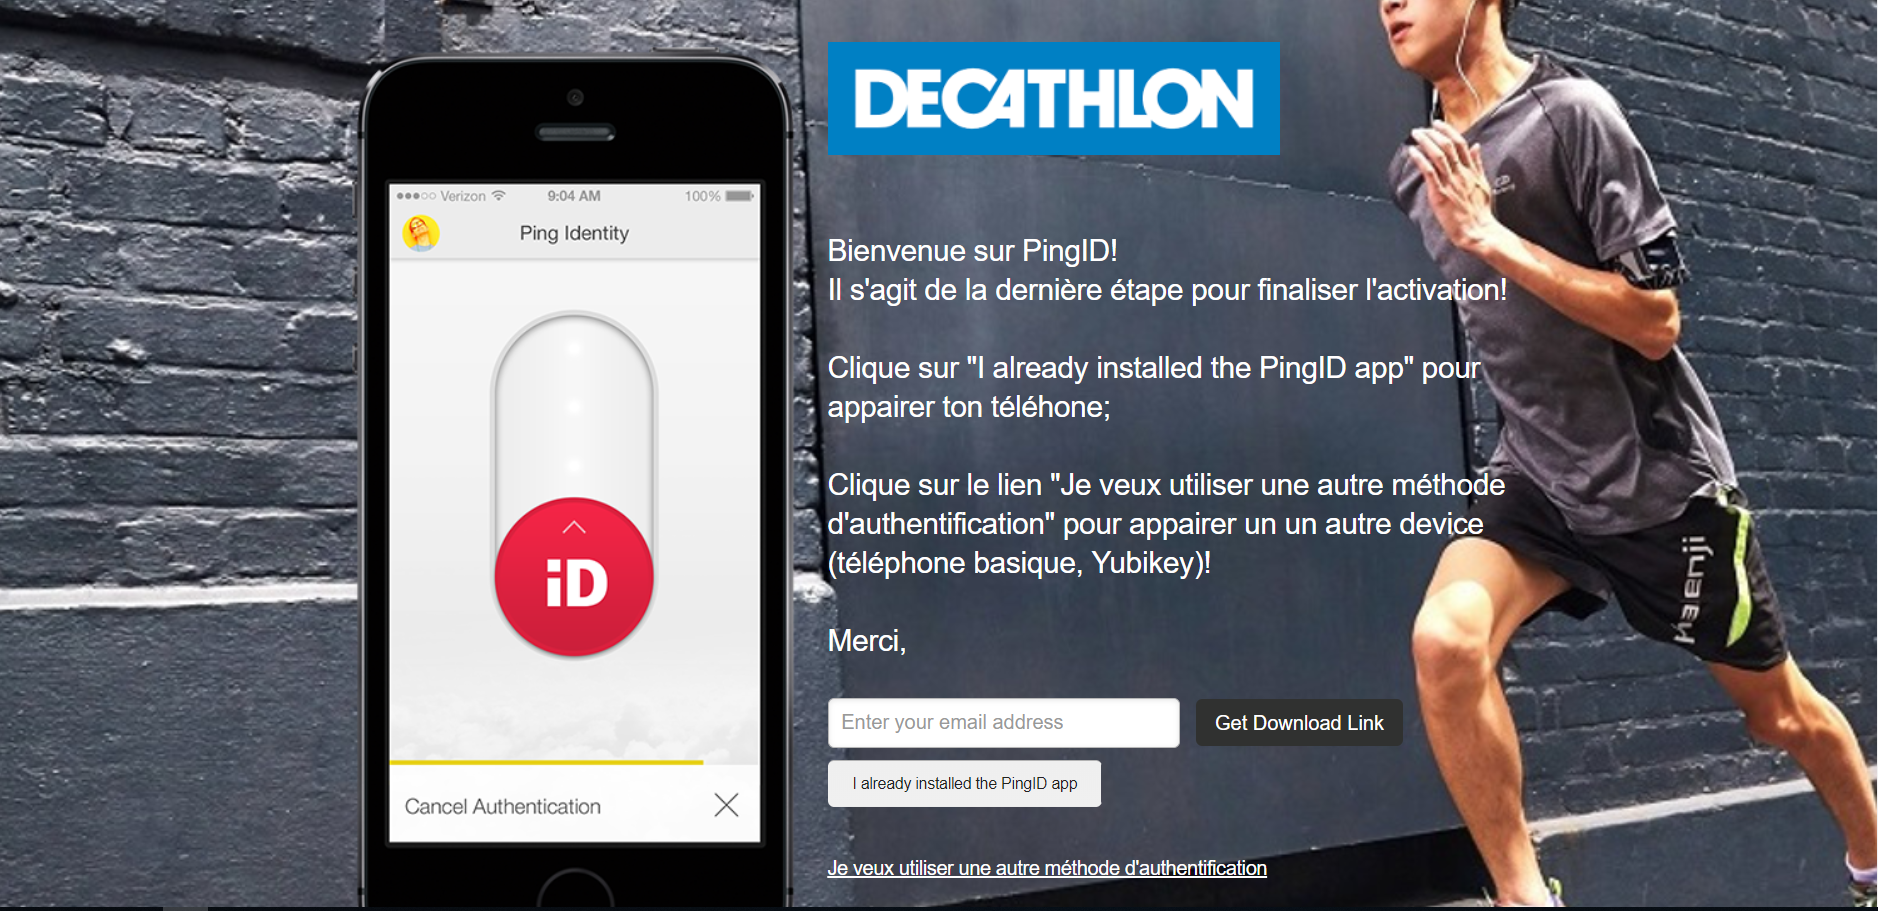 DECATHLON
Verizon 9:04 AM 100%
Ping Identity
iD
Cancel Authentication
Bienvenue sur PingID!
Il s'agit de la dernière étape pour finaliser l'activation!
Clique sur "I already installed the PingID app" pour
appairer ton téléhone;
Clique sur le lien "Je veux utiliser une autre méthode
d'authentification" pour appairer un un autre device
(téléphone basique, Yubikey)!
Merci,
Enter your email address
Get Download Link
I already installed the PingID app
Je veux utiliser une autre méthode d'authentification